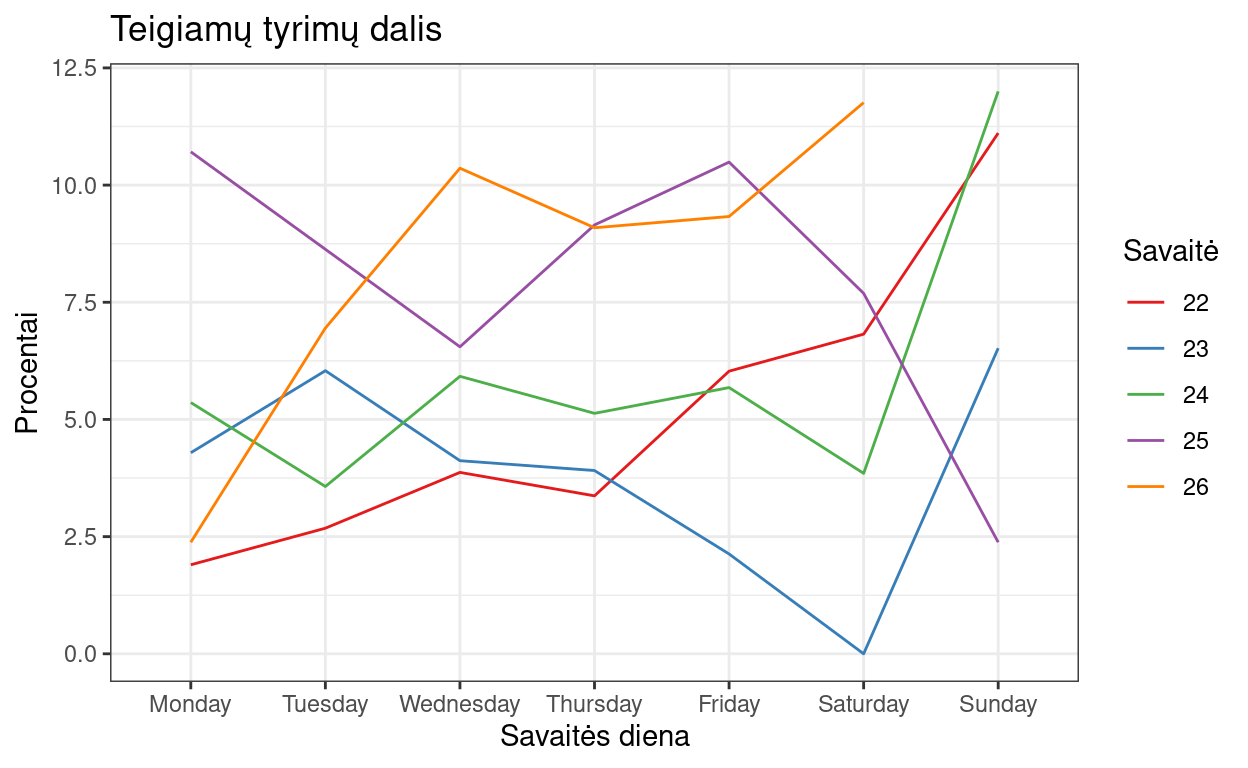 Teigiamų tyrimų dalis
12.5
10.0
7.5
5.0
2.5
0.0
Procentai
Monday Tuesday Wednesday Thursday Friday Saturday Sunday
Savaitės diena
Savaitė
22
23
24
25
26